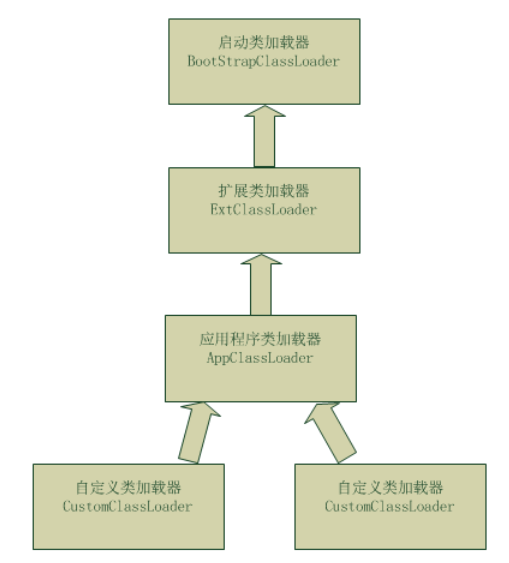 启动类加载器
BootStrapClassLoader
扩展类加载器
ExtClassLoader
应用程序类加载器
AppClassLoader
自定义类加载器
CustomClassLoader
自定义类加载器
CustomClassLoader